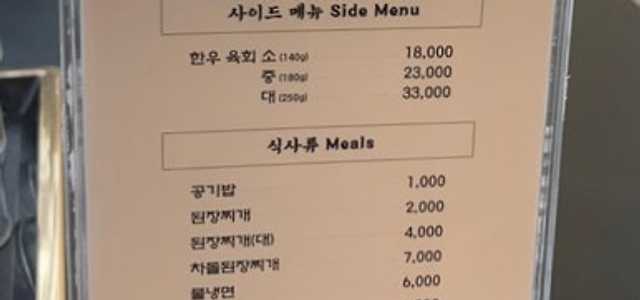 사이드 메뉴 Side Menu
한우 육회 소 (140g) 18,000
중 (180g) 23,000
대 (250g) 33,000
식사류 Meals
공기밥 1,000
된장찌개 2,000
된장찌개(대) 4,000
차돌된장찌개 7,000
물냉면 6,000